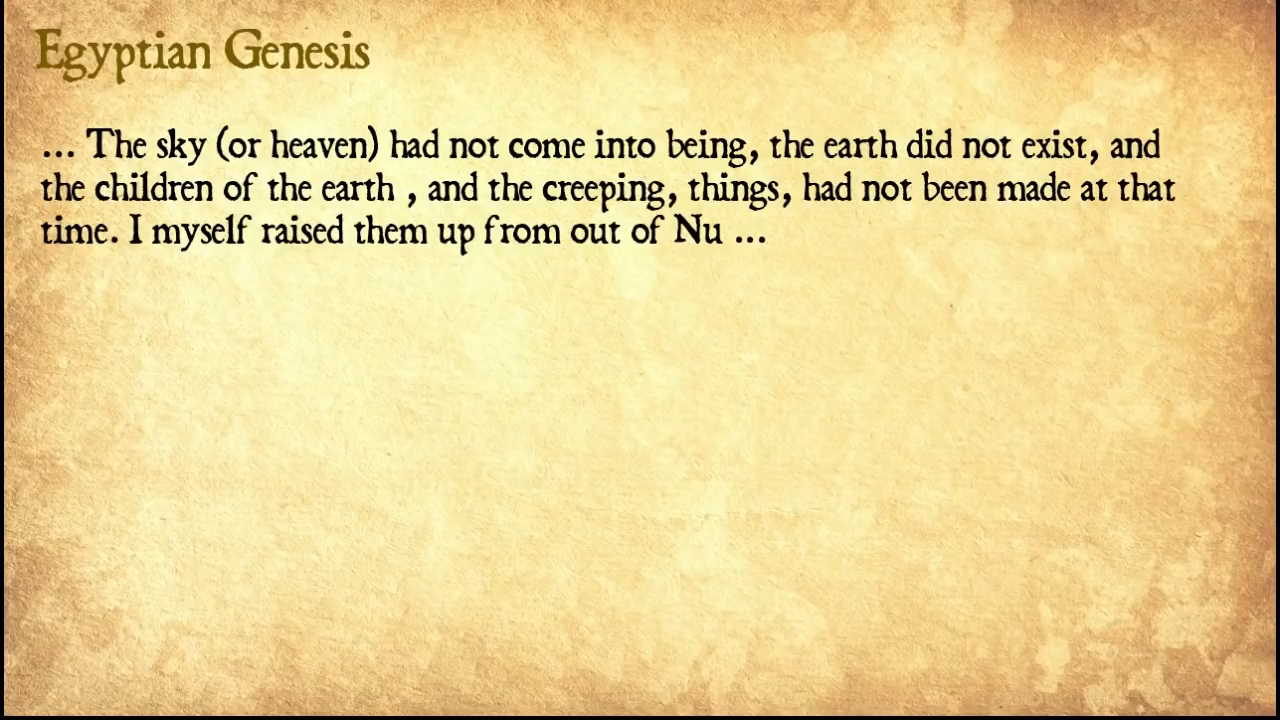 Egyptian Genesis
... The sky (or heaven) had not come into being, the earth did not exist, and
the children of the earth , and the creeping, things, had not been made at that
time. I myself raised them up from out of Nu ...